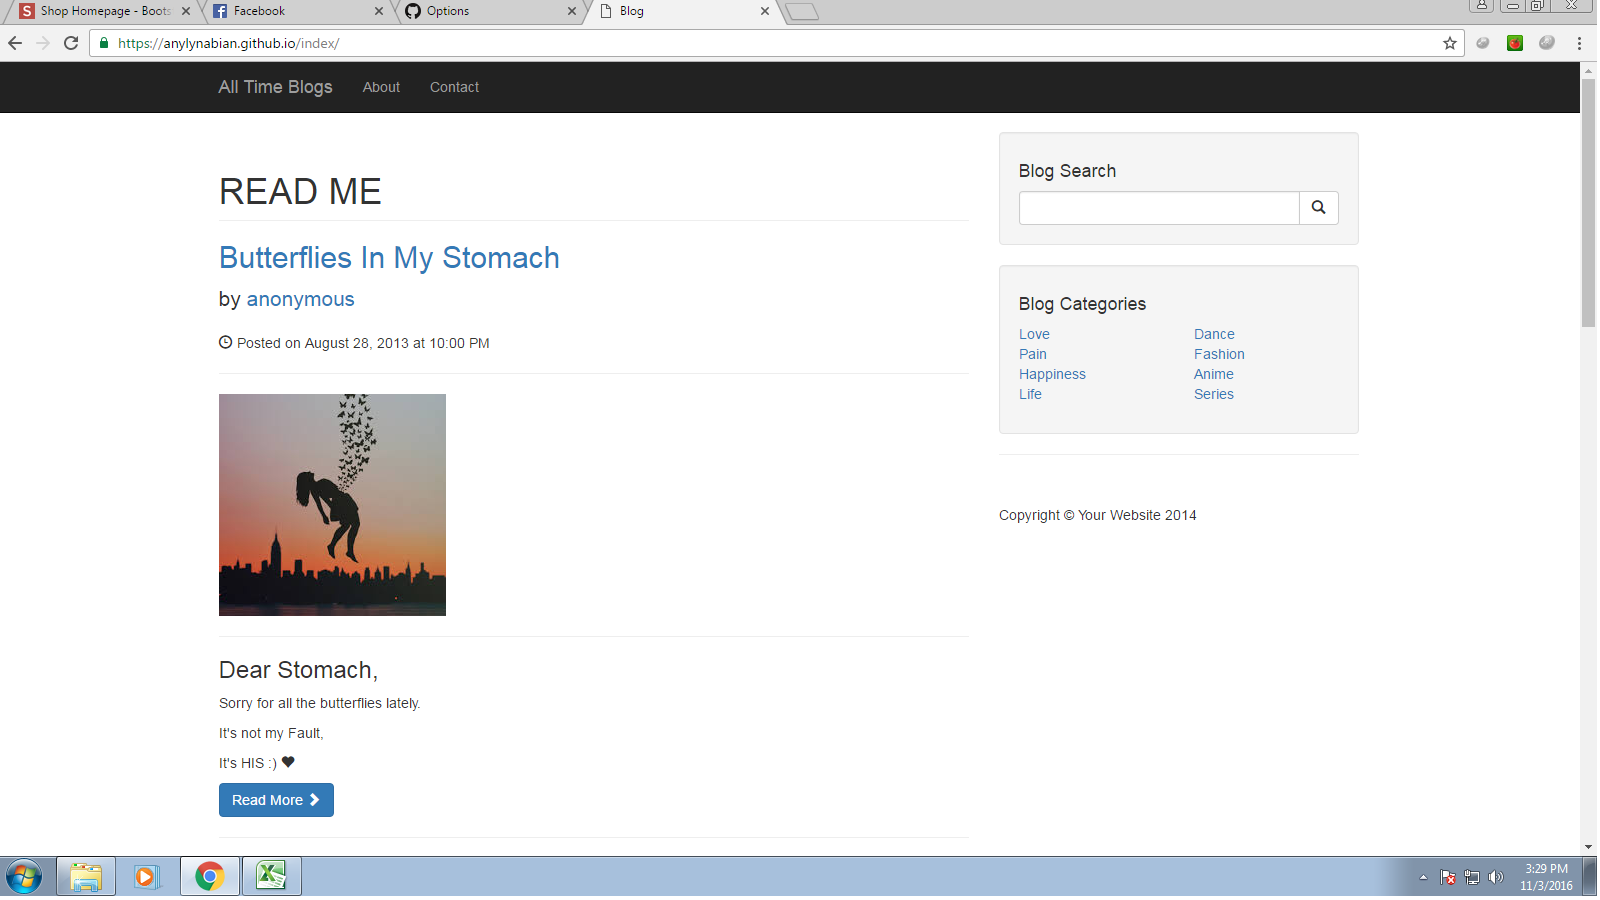 Shop Homepage - Boots
Facebook
Options
Blog
https://anylynabian.github.io/index/
All Time Blogs About Contact
READ ME
Butterflies In My Stomach
by anonymous
Posted on August 28, 2013 at 10:00 PM
Dear Stomach,
Sorry for all the butterflies lately.
It's not my Fault,
It's HIS :) ♥
Read More
Blog Search
Blog Categories
Love Dance
Pain Fashion
Happiness Anime
Life Series
Copyright © Your Website 2014
3:29 PM
11/3/2016